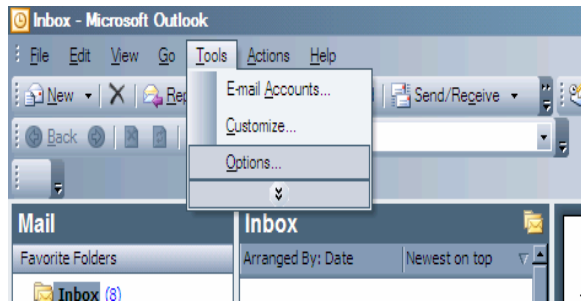 Inbox - Microsoft Outlook
File Edit View Go Tools Actions Help
New Rep Send/Receive
E-mail Accounts...
Customize...
Back
Options...
Mail Inbox
Favorite Folders Arranged By: Date Newest on top
Inbox (8)